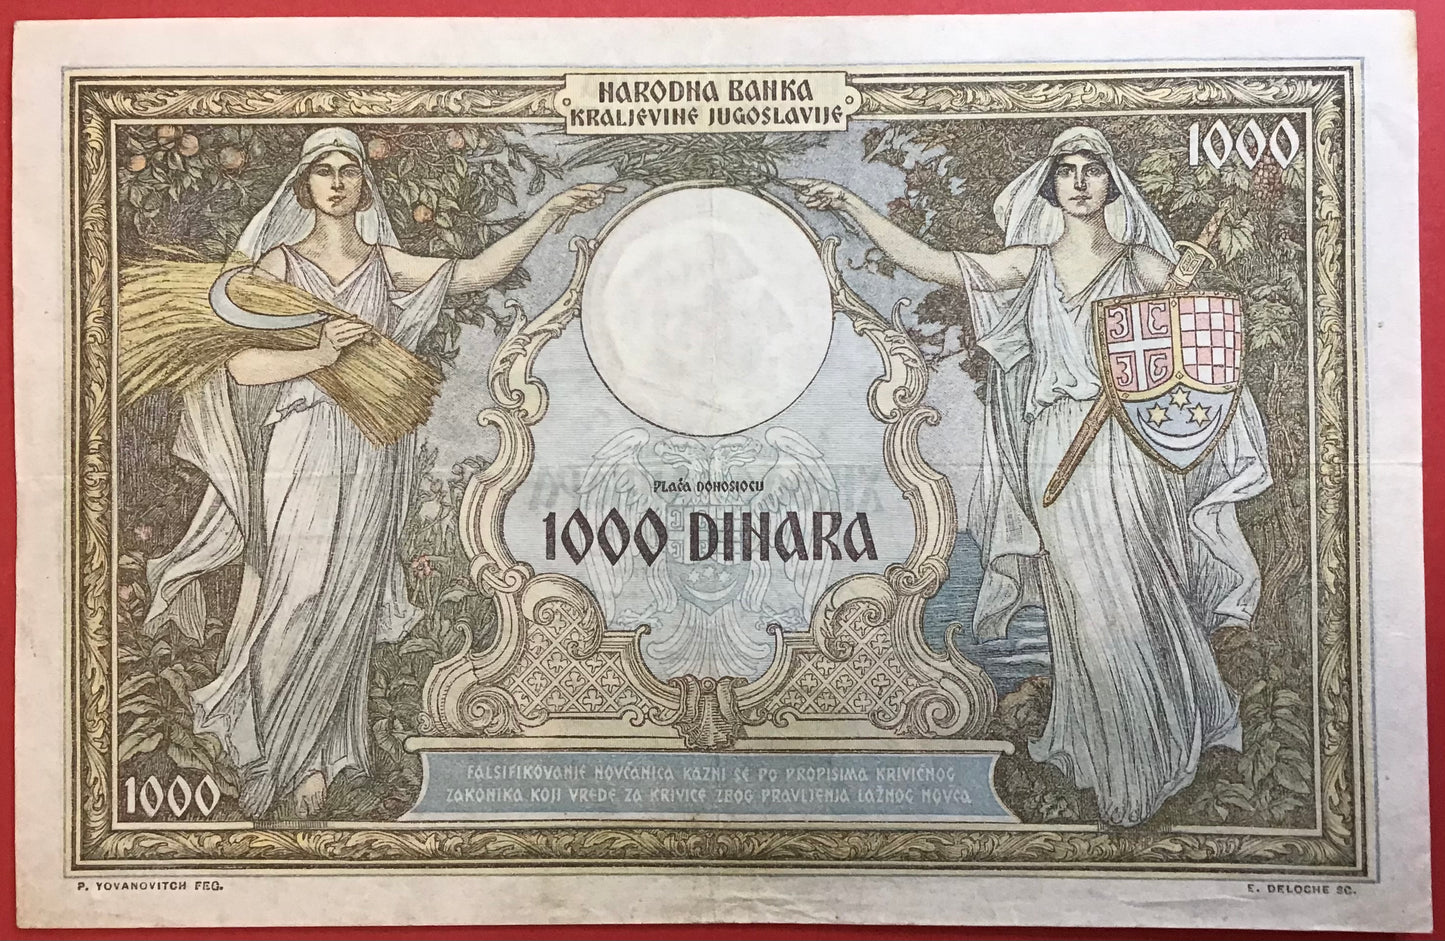 NARODNA BANKA
KRALJEVINE JUGOSLAVIJE
1000
PLAĆA DONOSIOCU
1000 DINARA
1000
FALSIFIKOVANJE NOVČANICA KAZNI SE PO PROPISIMA KRIVIČNOG
ZAKONIKA KOJI VREDE ZA KRIVICE ZBOG PRAVLJENJA LAŽNOG NOVCA
P. YOVANOVITCH FEC.
E. DELOCHE SC.